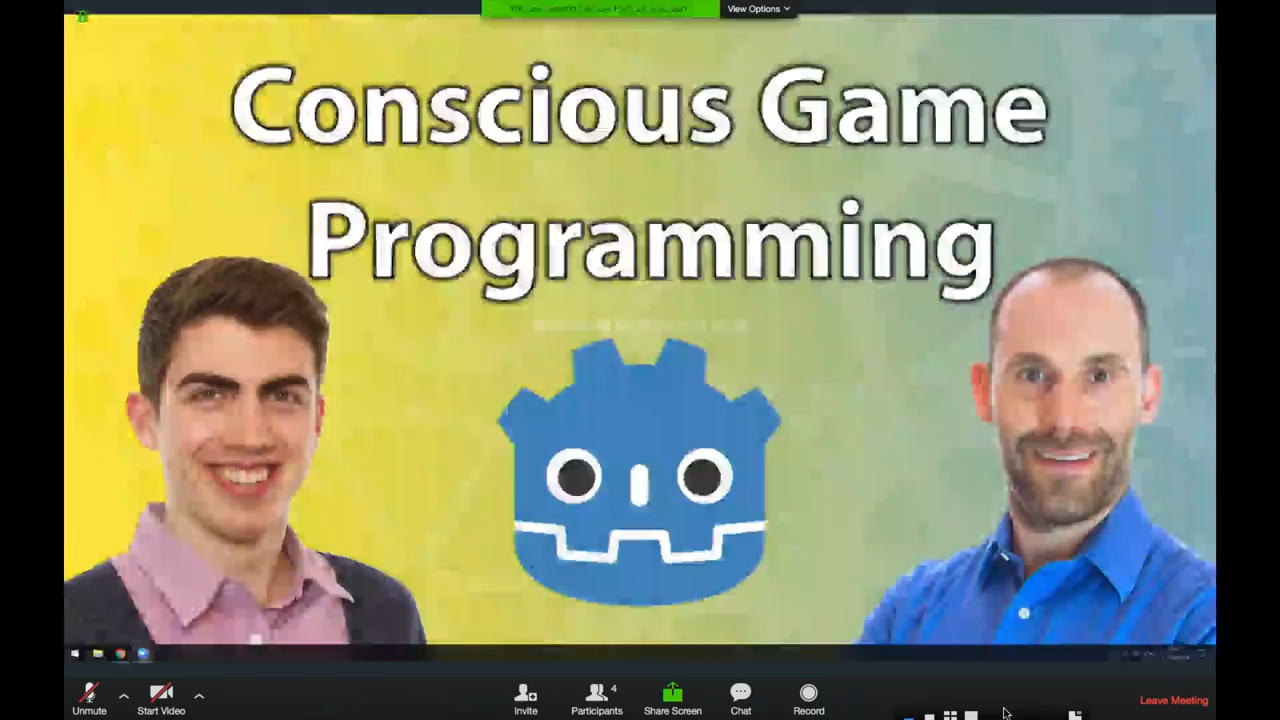 View Options
Conscious Game
Programming
Unmute
Start Video
Invite
Participants
4
Share Screen
Chat
Record
Leave Meeting